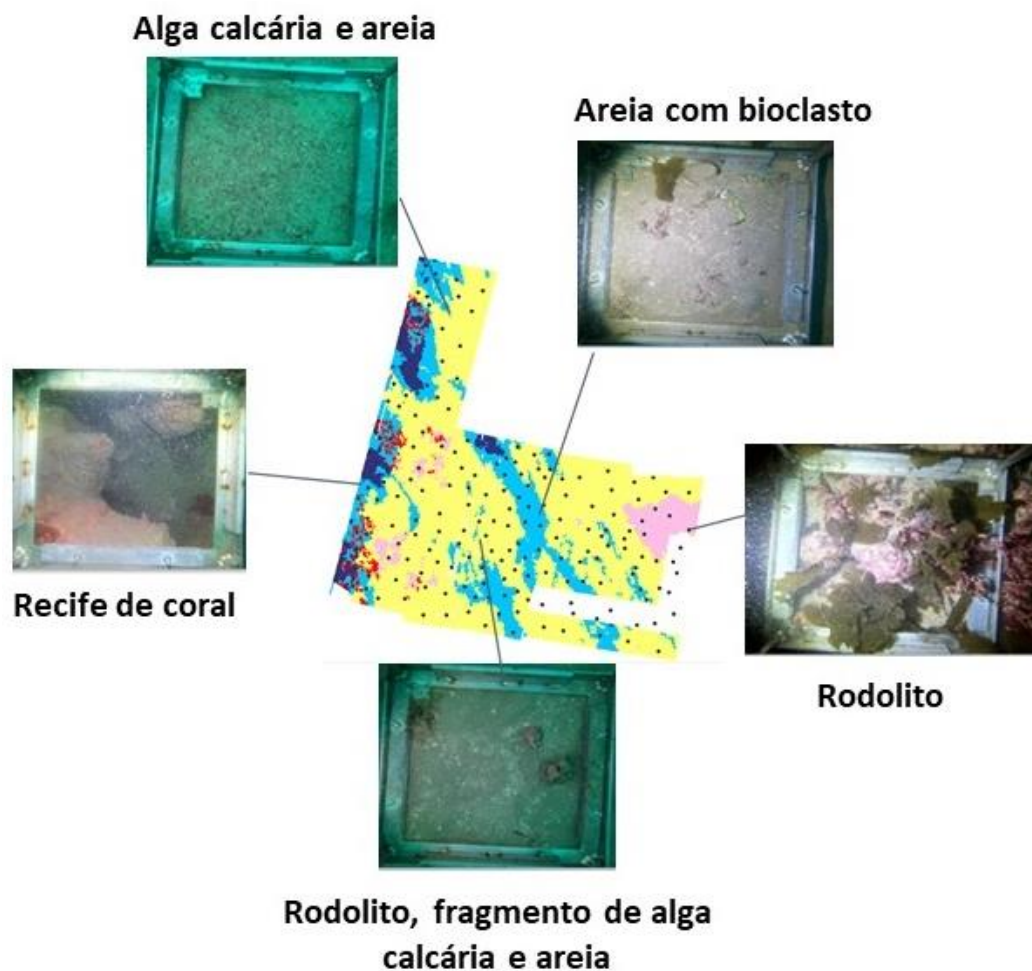 Alga calcária e areia
Areia com bioclasto
Recife de coral
Rodolito
Rodolito, fragmento de alga
calcária e areia